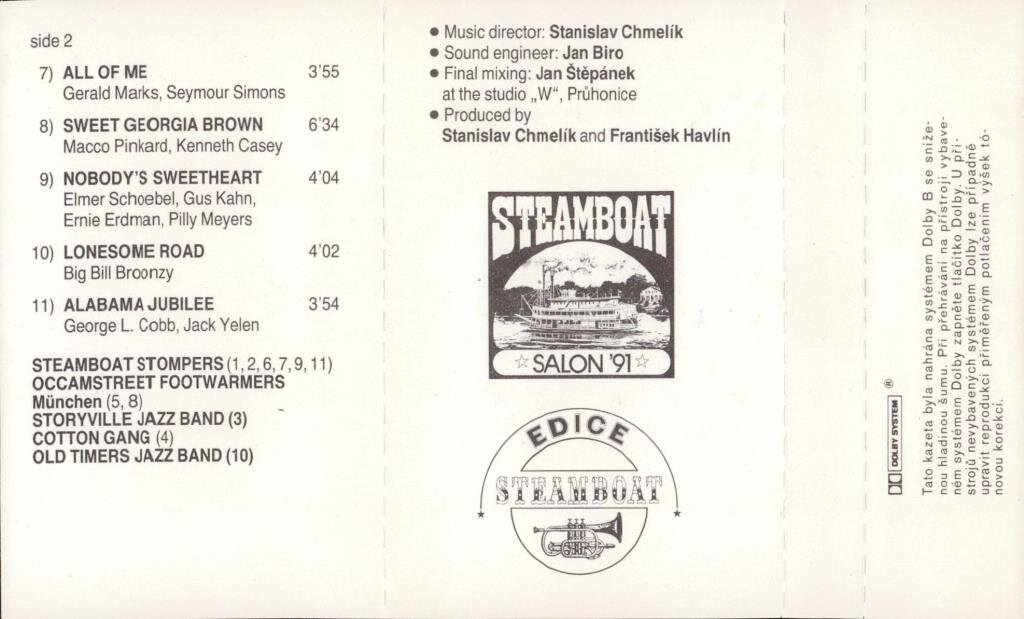 side 2
7) ALL OF ME 3'55
Gerald Marks, Seymour Simons
8) SWEET GEORGIA BROWN 6'34
Macco Pinkard, Kenneth Casey
9) NOBODY'S SWEETHEART 4'04
Elmer Schoebel, Gus Kahn,
Ernie Erdman, Pilly Meyers
10) LONESOME ROAD 4'02
Big Bill Broonzy
11) ALABAMA JUBILEE 3'54
George L. Cobb, Jack Yelen
STEAMBOAT STOMPERS (1, 2, 6, 7, 9, 11)
OCCAMSTREET FOOTWARMERS
München (5, 8)
STORYVILLE JAZZ BAND (3)
COTTON GANG (4)
OLD TIMERS JAZZ BAND (10)
● Music director: Stanislav Chmelík
● Sound engineer: Jan Biro
● Final mixing: Jan Štěpánek
at the studio „W“, Průhonice
● Produced by
Stanislav Chmelík and František Havlín
STEAMBOAT
☆ SALON '91 ☆
EDICE
STEAMBOAT
DOLBY SYSTEM ®
Tato kazeta byla nahrána systémem Dolby B se sníže-
nou hladinou šumu. Při přehrávání na přístroji vybave-
ném systémem Dolby zapněte tlačítko Dolby. U pří-
strojů nevybavených systémem Dolby lze případně
upravit reprodukci přiměřeným potlačením výšek tó-
novou korekcí.